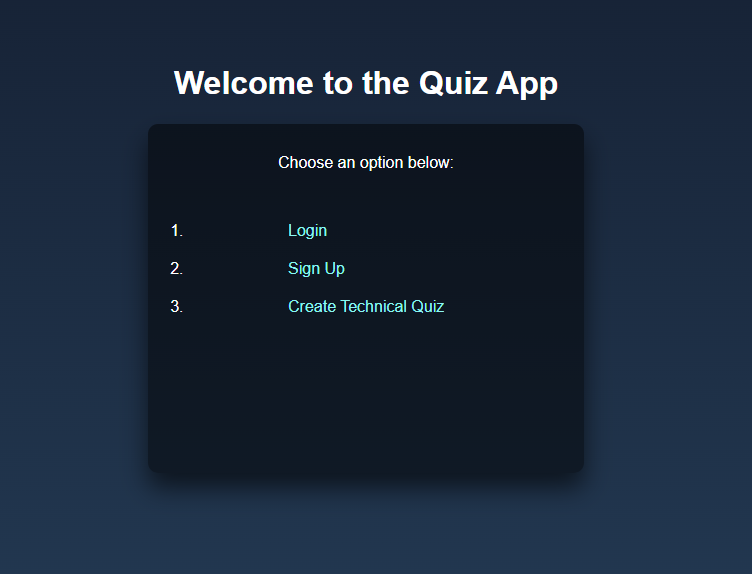 Welcome to the Quiz App
Choose an option below:
1. Login
2. Sign Up
3. Create Technical Quiz